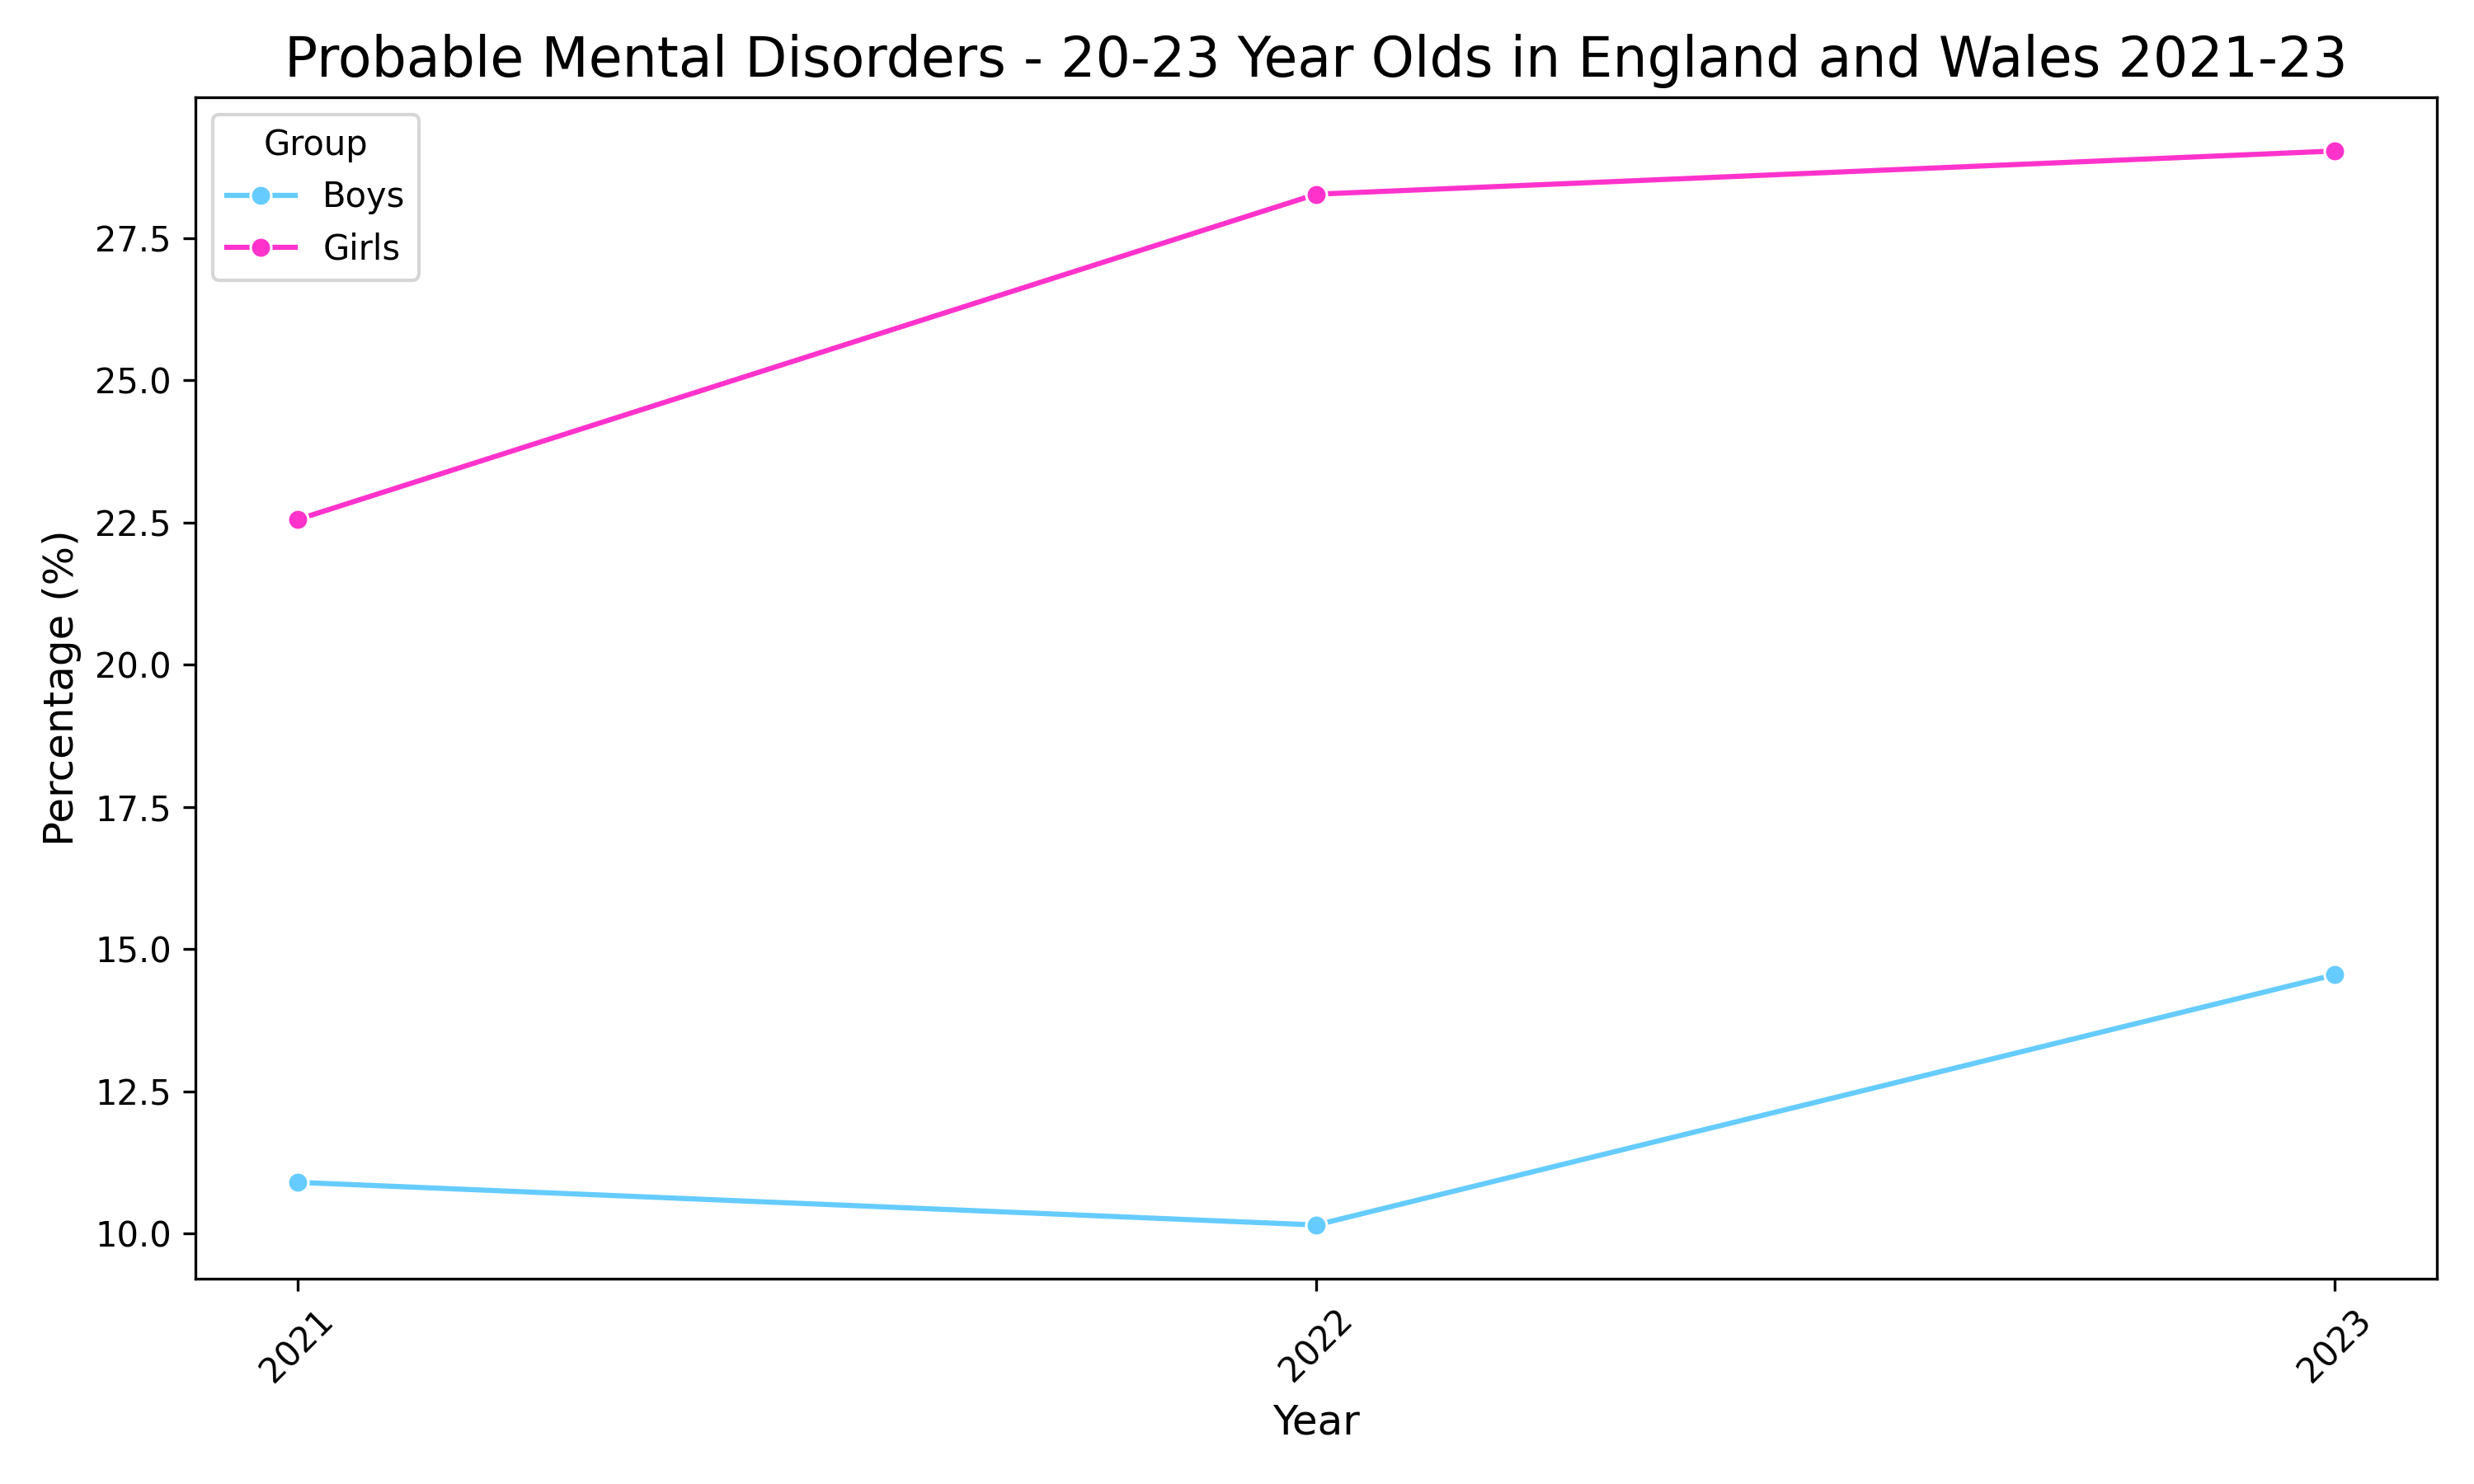 Probable Mental Disorders - 20-23 Year Olds in England and Wales 2021-23
Group
Boys
Girls
27.5
25.0
22.5
20.0
17.5
15.0
12.5
10.0
Percentage (%)
2021
2022
2023
Year